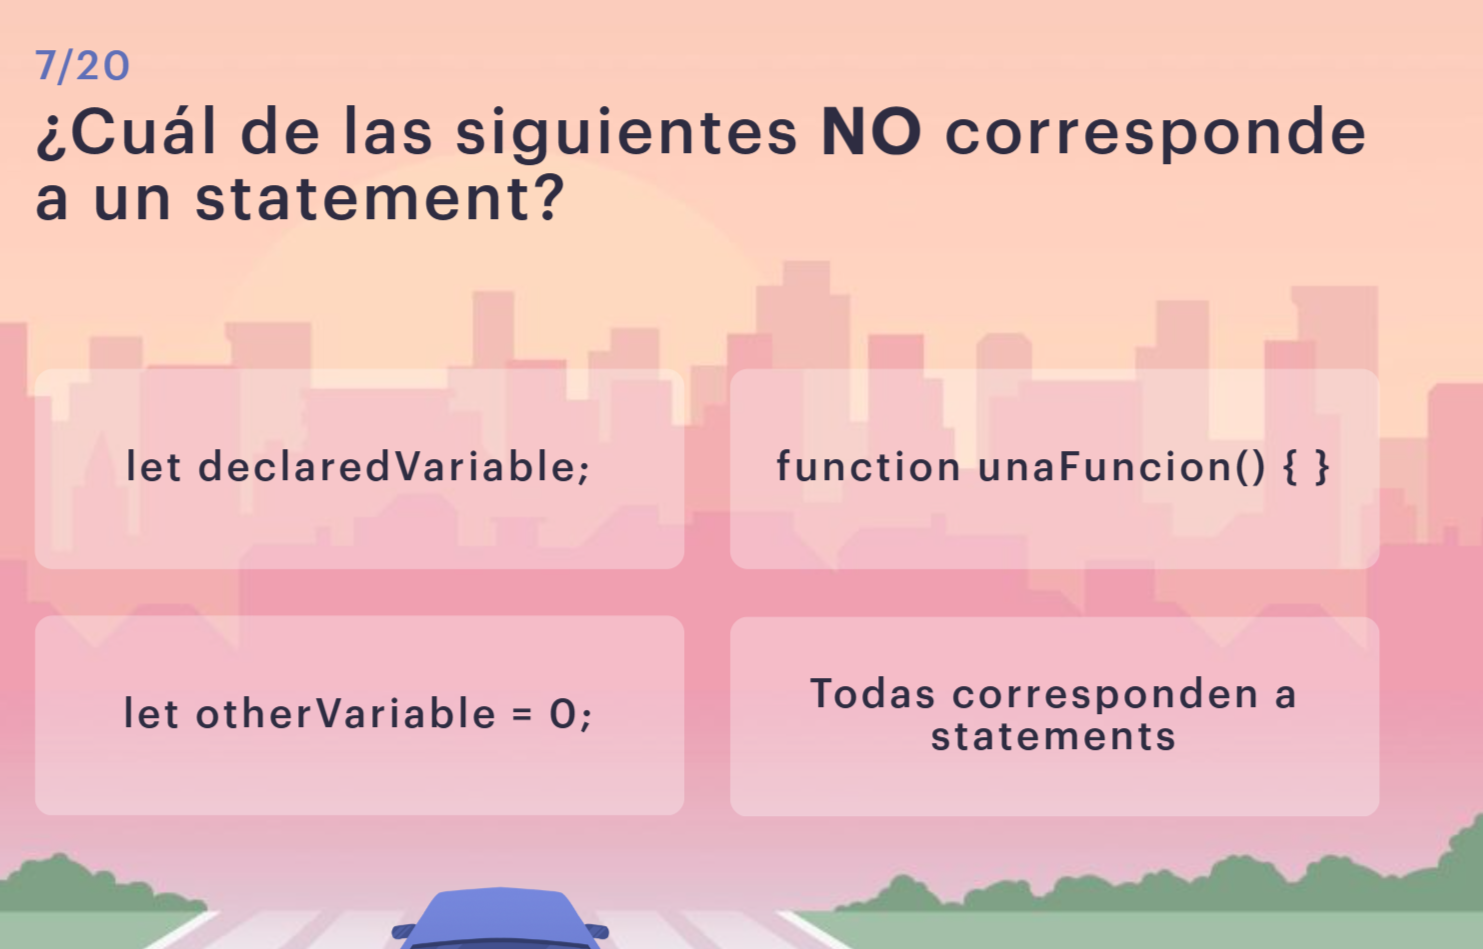 7/20
¿Cuál de las siguientes NO corresponde
a un statement?
let declaredVariable;
function unaFuncion() { }
let otherVariable = 0;
Todas corresponden a
statements